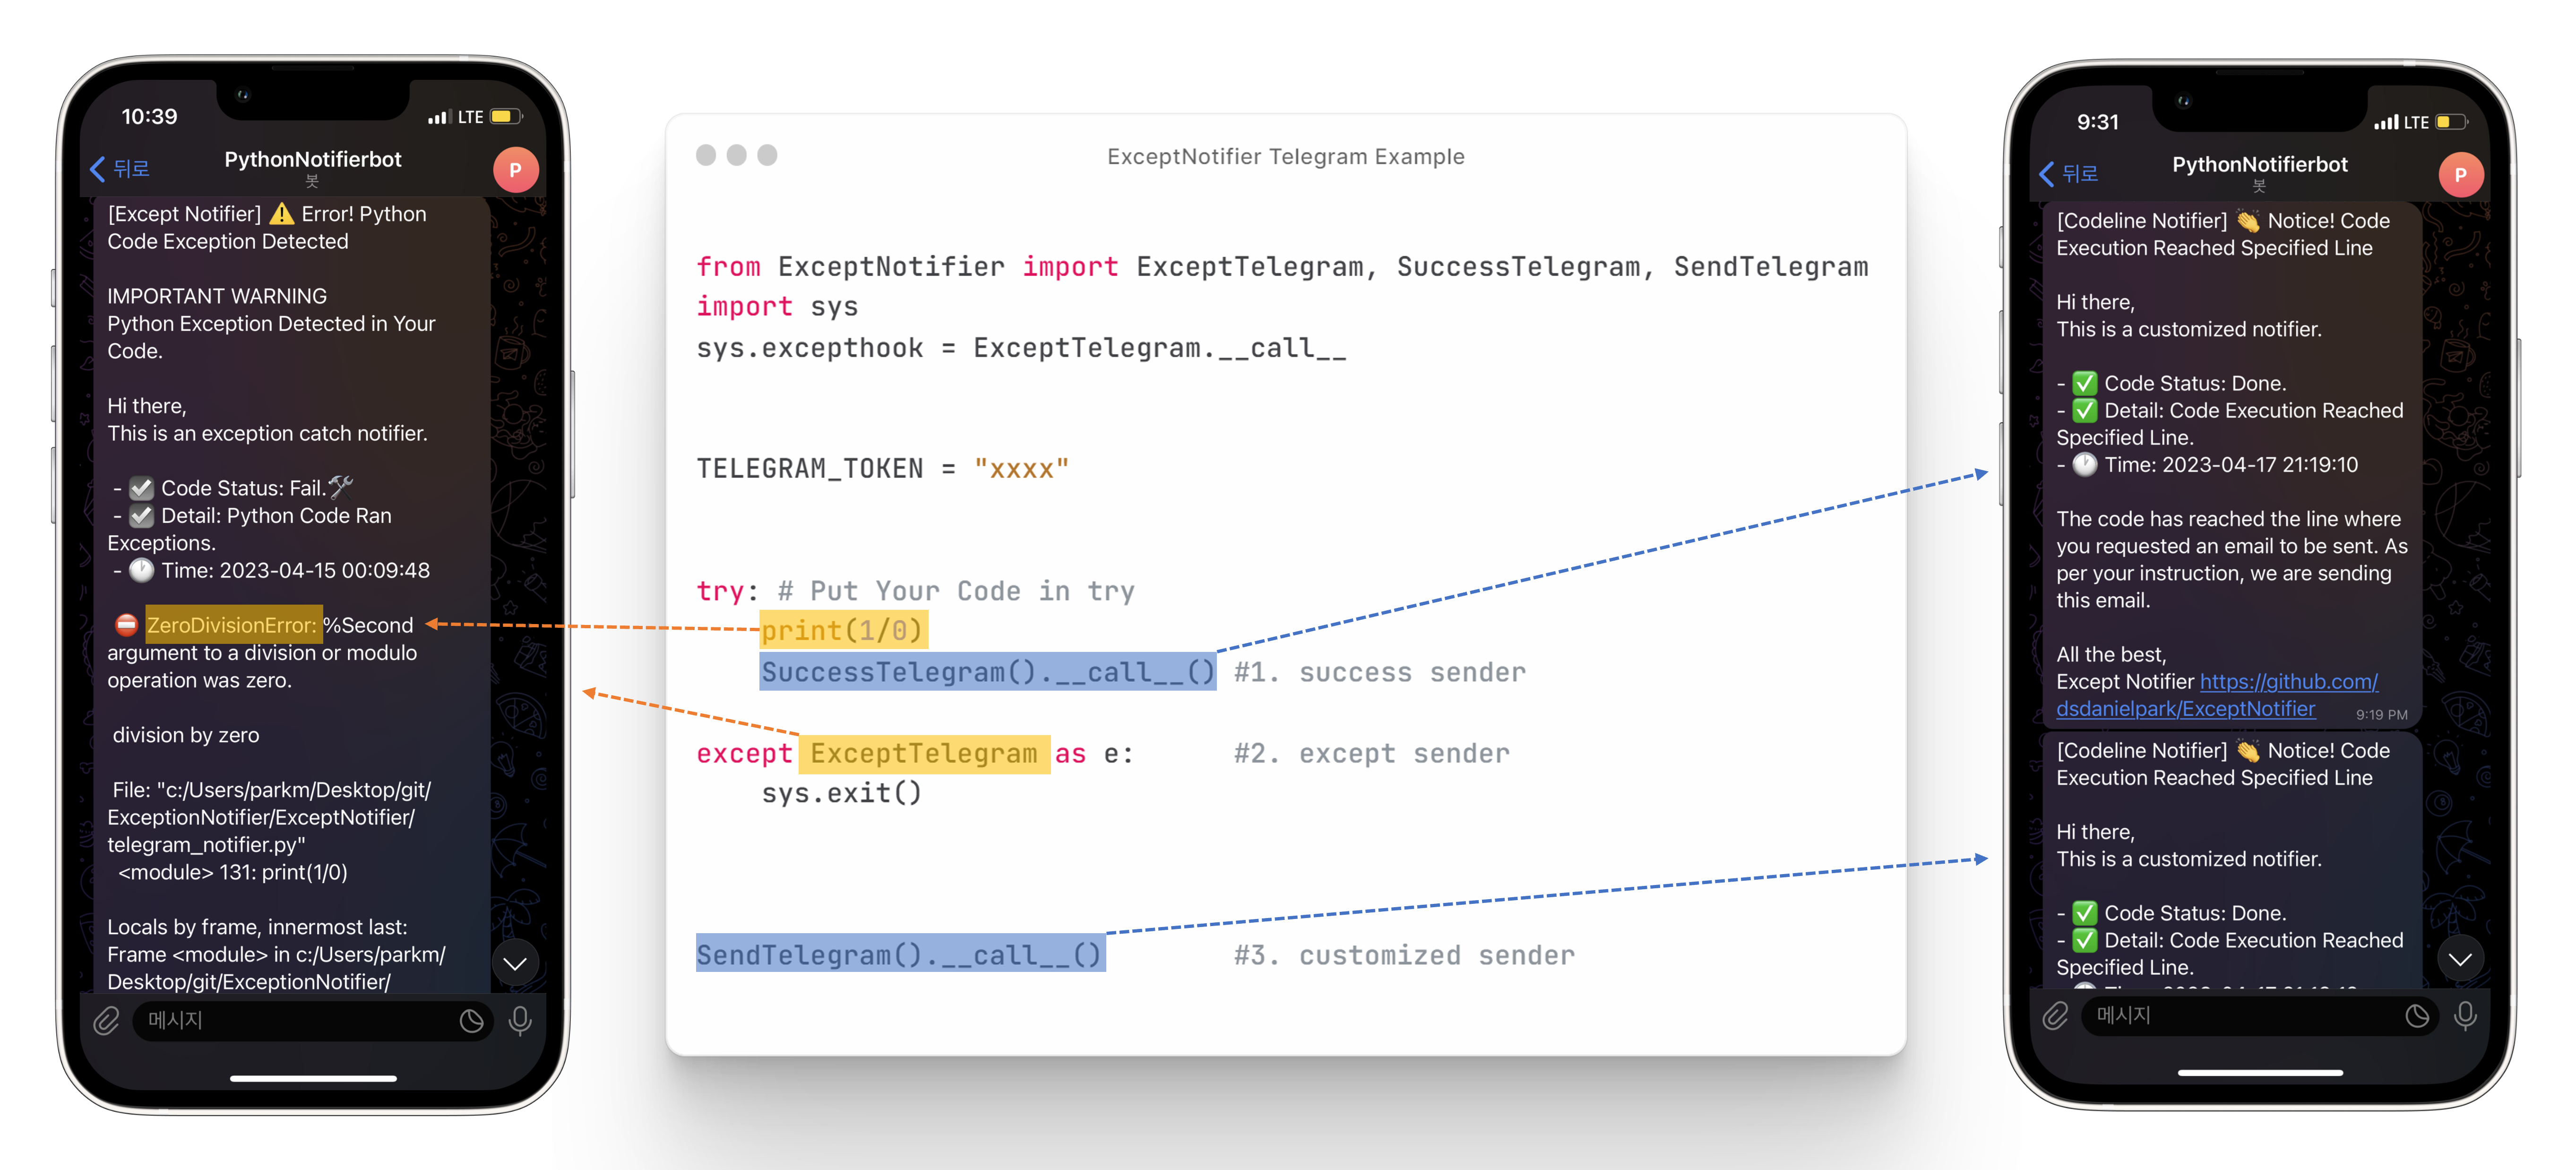 10:39
LTE
뒤로
PythonNotifierbot
봇
P
[Except Notifier] ⚠️ Error! Python
Code Exception Detected
IMPORTANT WARNING
Python Exception Detected in Your
Code.
Hi there,
This is an exception catch notifier.
- ☑️ Code Status: Fail.🛠️
- ☑️ Detail: Python Code Ran
Exceptions.
- 🕐 Time: 2023-04-15 00:09:48
⛔ ZeroDivisionError: %Second
argument to a division or modulo
operation was zero.
division by zero
File: "c:/Users/parkm/Desktop/git/
ExceptionNotifier/ExceptNotifier/
telegram_notifier.py"
<module> 131: print(1/0)
Locals by frame, innermost last:
Frame <module> in c:/Users/parkm/
Desktop/git/ExceptionNotifier/
메시지
ExceptNotifier Telegram Example
from ExceptNotifier import ExceptTelegram, SuccessTelegram, SendTelegram
import sys
sys.excepthook = ExceptTelegram.__call__
TELEGRAM_TOKEN = "xxxx"
try: # Put Your Code in try
print(1/0)
SuccessTelegram().__call__() #1. success sender
except ExceptTelegram as e: #2. except sender
sys.exit()
SendTelegram().__call__() #3. customized sender
9:31
LTE
뒤로
PythonNotifierbot
봇
P
[Codeline Notifier] 👏 Notice! Code
Execution Reached Specified Line
Hi there,
This is a customized notifier.
- ✅ Code Status: Done.
- ✅ Detail: Code Execution Reached
Specified Line.
- 🕐 Time: 2023-04-17 21:19:10
The code has reached the line where
you requested an email to be sent. As
per your instruction, we are sending
this email.
All the best,
Except Notifier https://github.com/
dsdanielpark/ExceptNotifier 9:19 PM
[Codeline Notifier] 👏 Notice! Code
Execution Reached Specified Line
Hi there,
This is a customized notifier.
- ✅ Code Status: Done.
- ✅ Detail: Code Execution Reached
Specified Line.
메시지